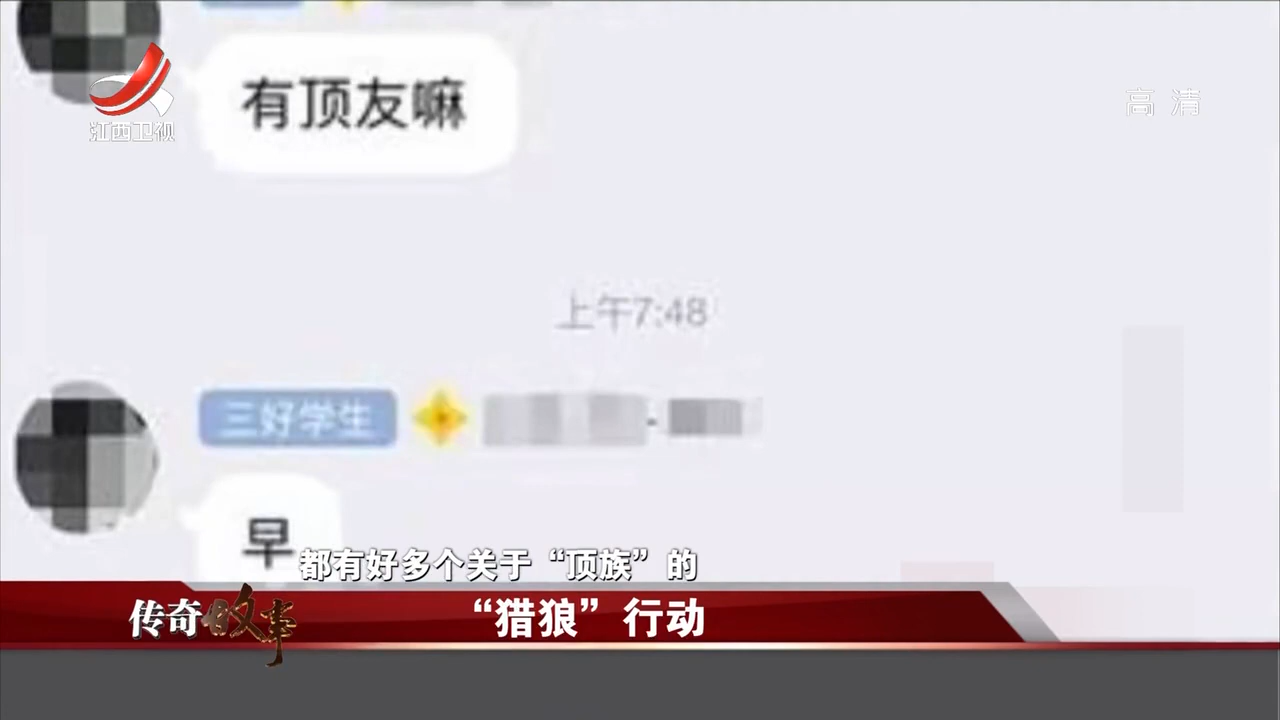 有顶友嘛
江西卫视
高清
上午7:48
三好学生
早
都有好多个关于“顶族”的
传奇故事
“猎狼”行动